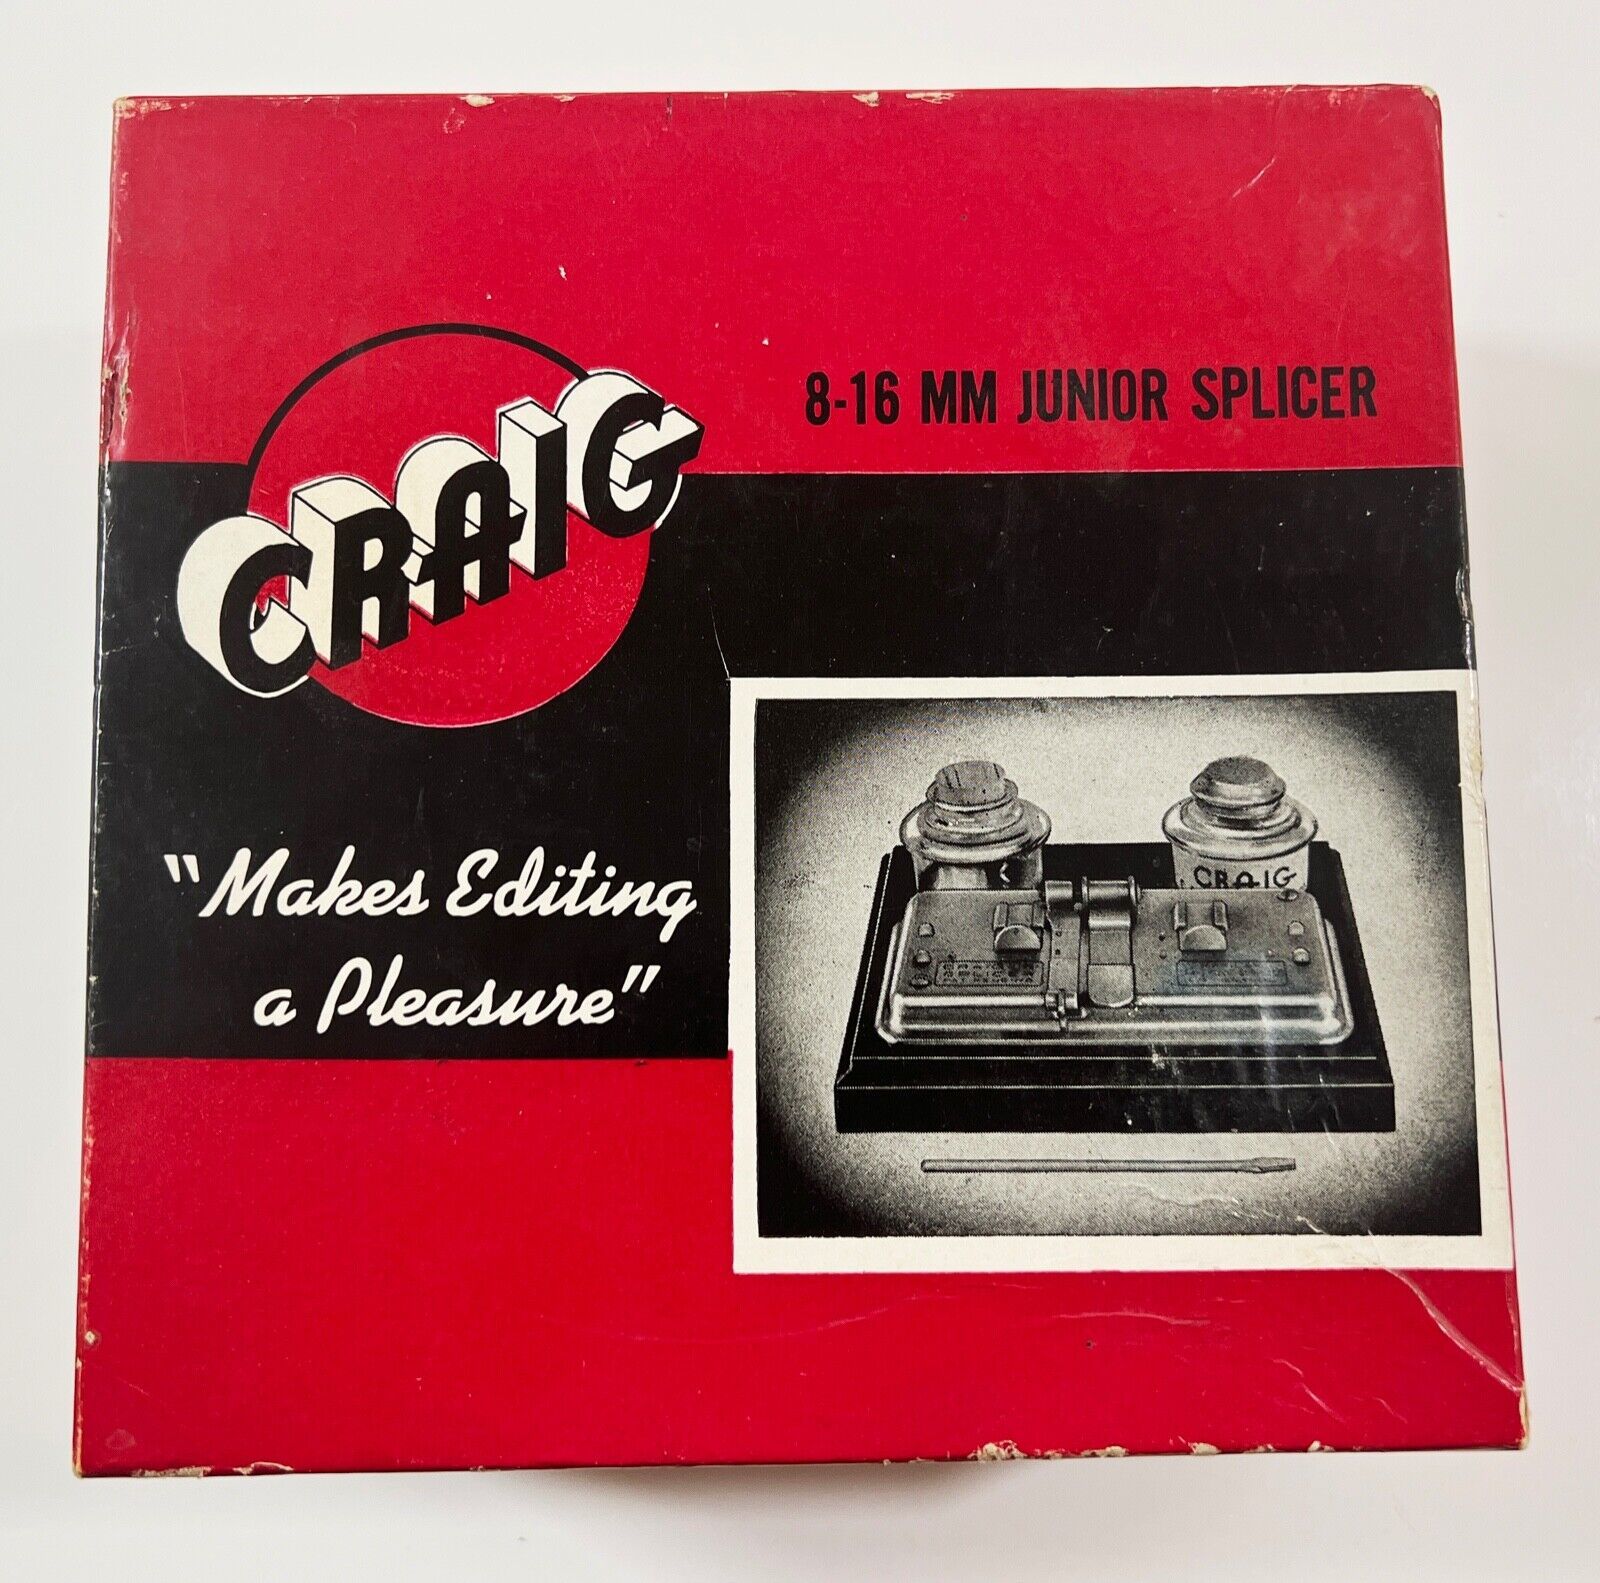 CRAIG
8-16 MM JUNIOR SPLICER
"Makes Editing
a Pleasure"
CRAIG